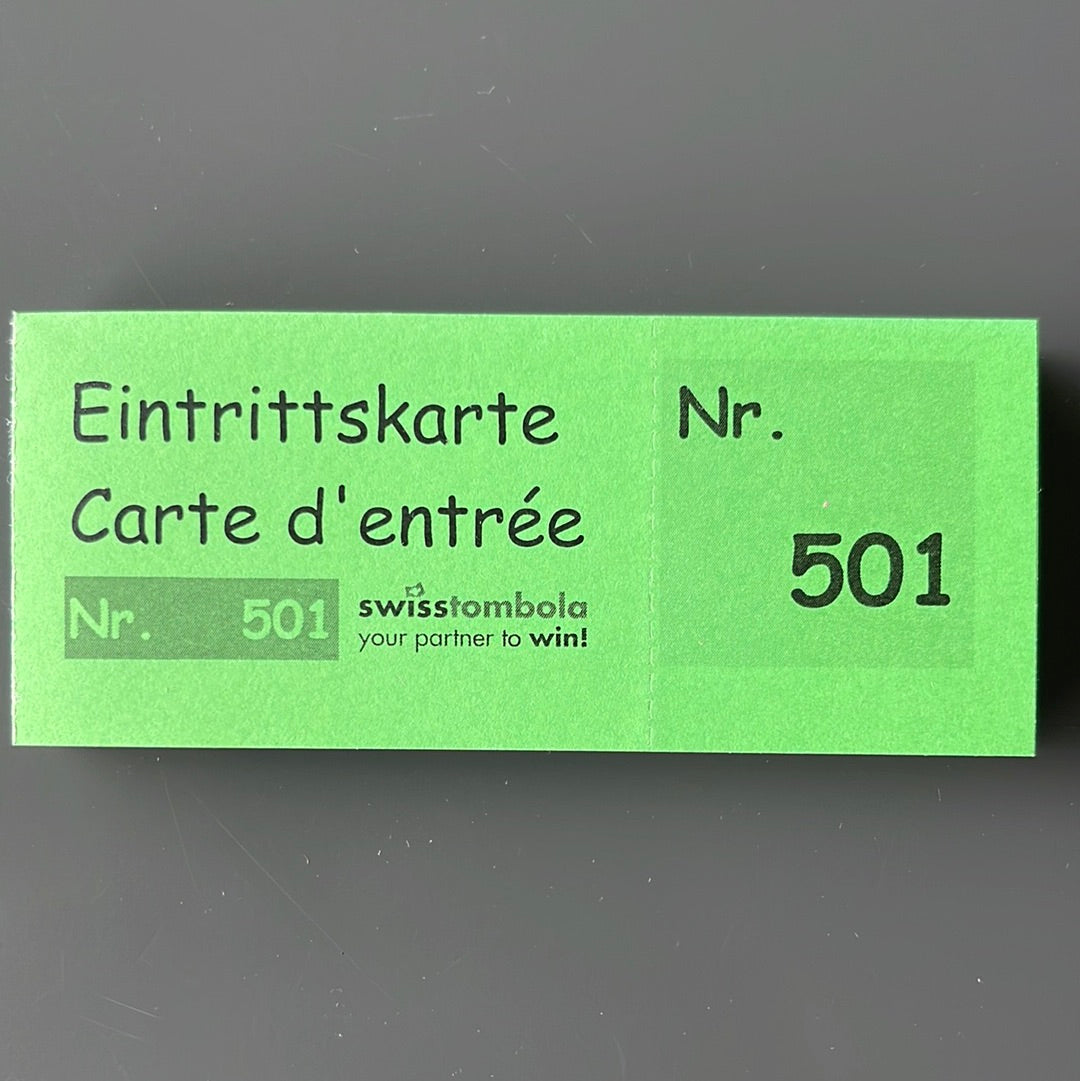 Eintrittskarte
Carte d'entrée
Nr. 501
swisstombola
your partner to win!
Nr.
501